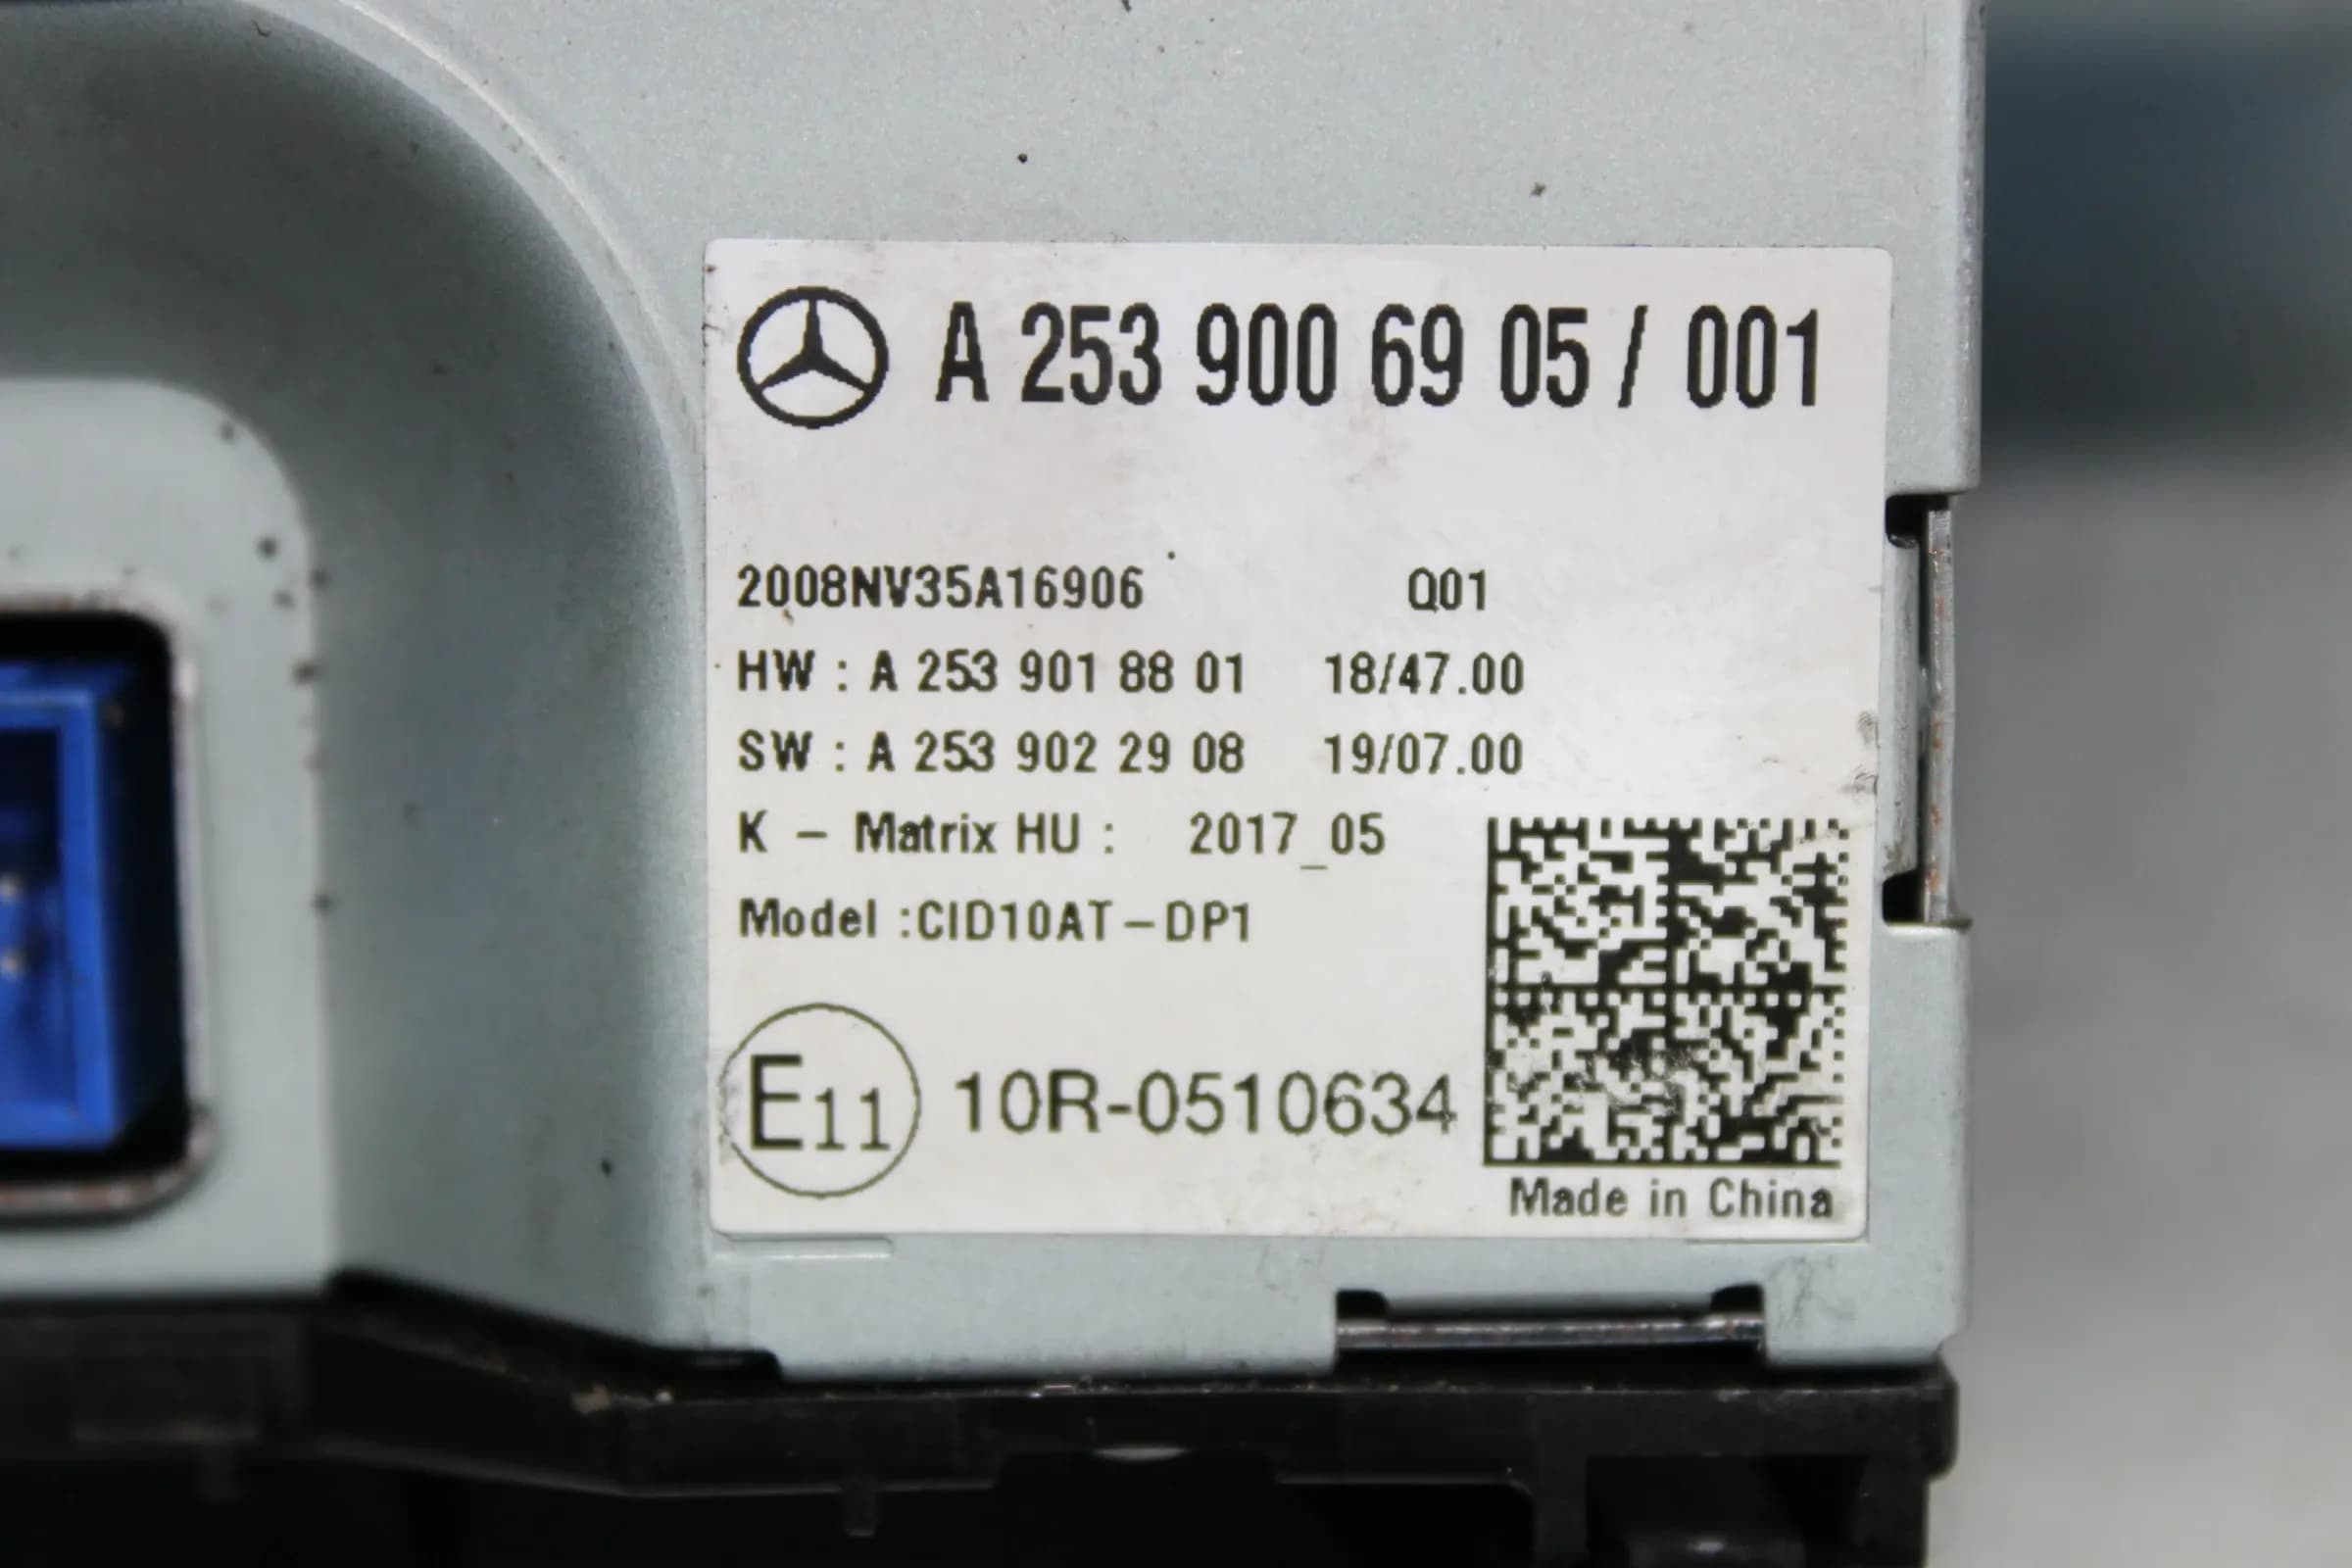 A 253 900 69 05 / 001
2008NV35A16906 Q01
HW : A 253 901 88 01 18/47.00
SW : A 253 902 29 08 19/07.00
K – Matrix HU : 2017_05
Model :CID10AT–DP1
E11 10R-0510634
Made in China